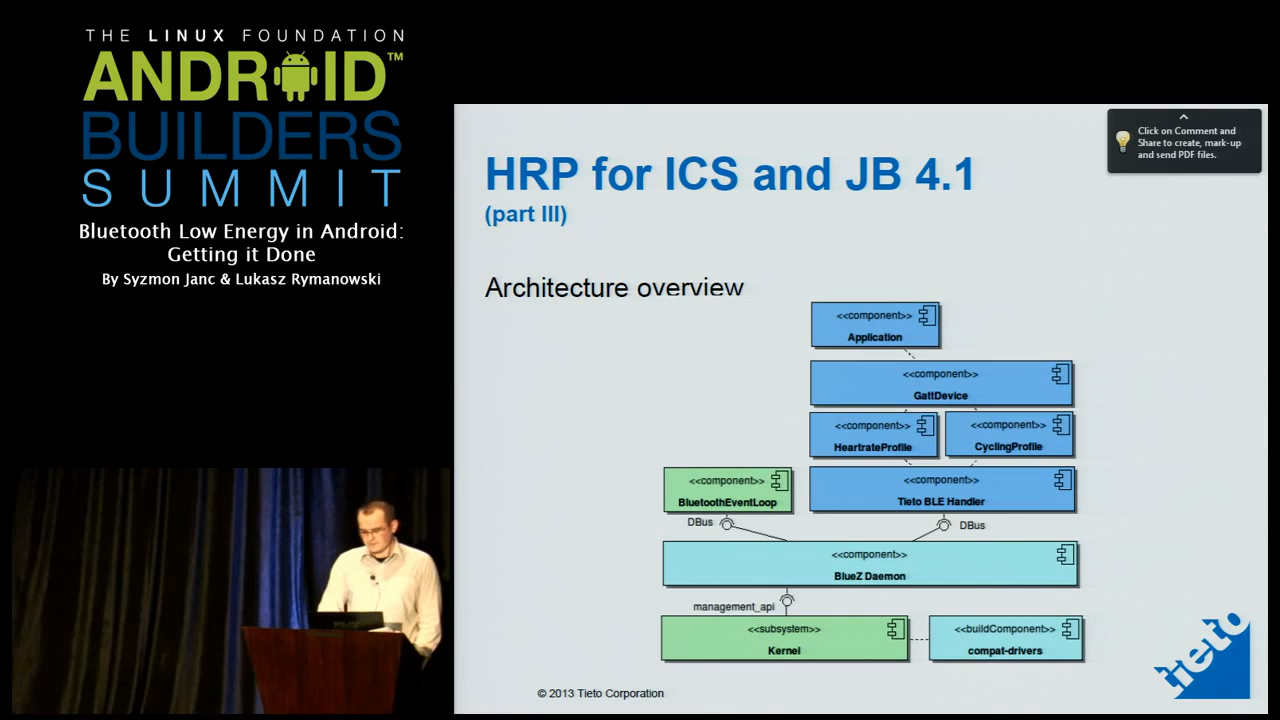 THE LINUX FOUNDATION
ANDROID™
BUILDERS
SUMMIT
Bluetooth Low Energy in Android:
Getting it Done
By Syzmon Janc & Lukasz Rymanowski
Click on Comment and
Share to create, mark-up
and send PDF files.
HRP for ICS and JB 4.1
(part III)
Architecture overview
<<component>>
Application
<<component>>
GattDevice
<<component>>
HeartrateProfile
<<component>>
CyclingProfile
<<component>>
BluetoothEventLoop
<<component>>
Tieto BLE Handler
DBus
DBus
<<component>>
BlueZ Daemon
management_api
<<subsystem>>
Kernel
<<buildComponent>>
compat-drivers
tieto
© 2013 Tieto Corporation